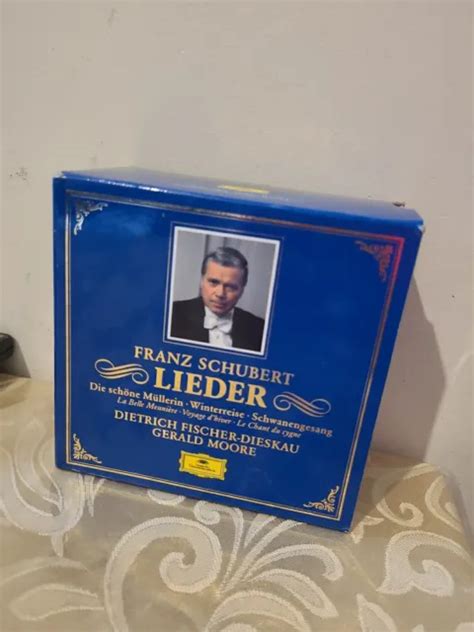 FRANZ SCHUBERT
LIEDER
Die schöne Müllerin · Winterreise · Schwanengesang
La Belle Meunière · Voyage d'hiver · Le Chant du cygne
DIETRICH FISCHER-DIESKAU
GERALD MOORE